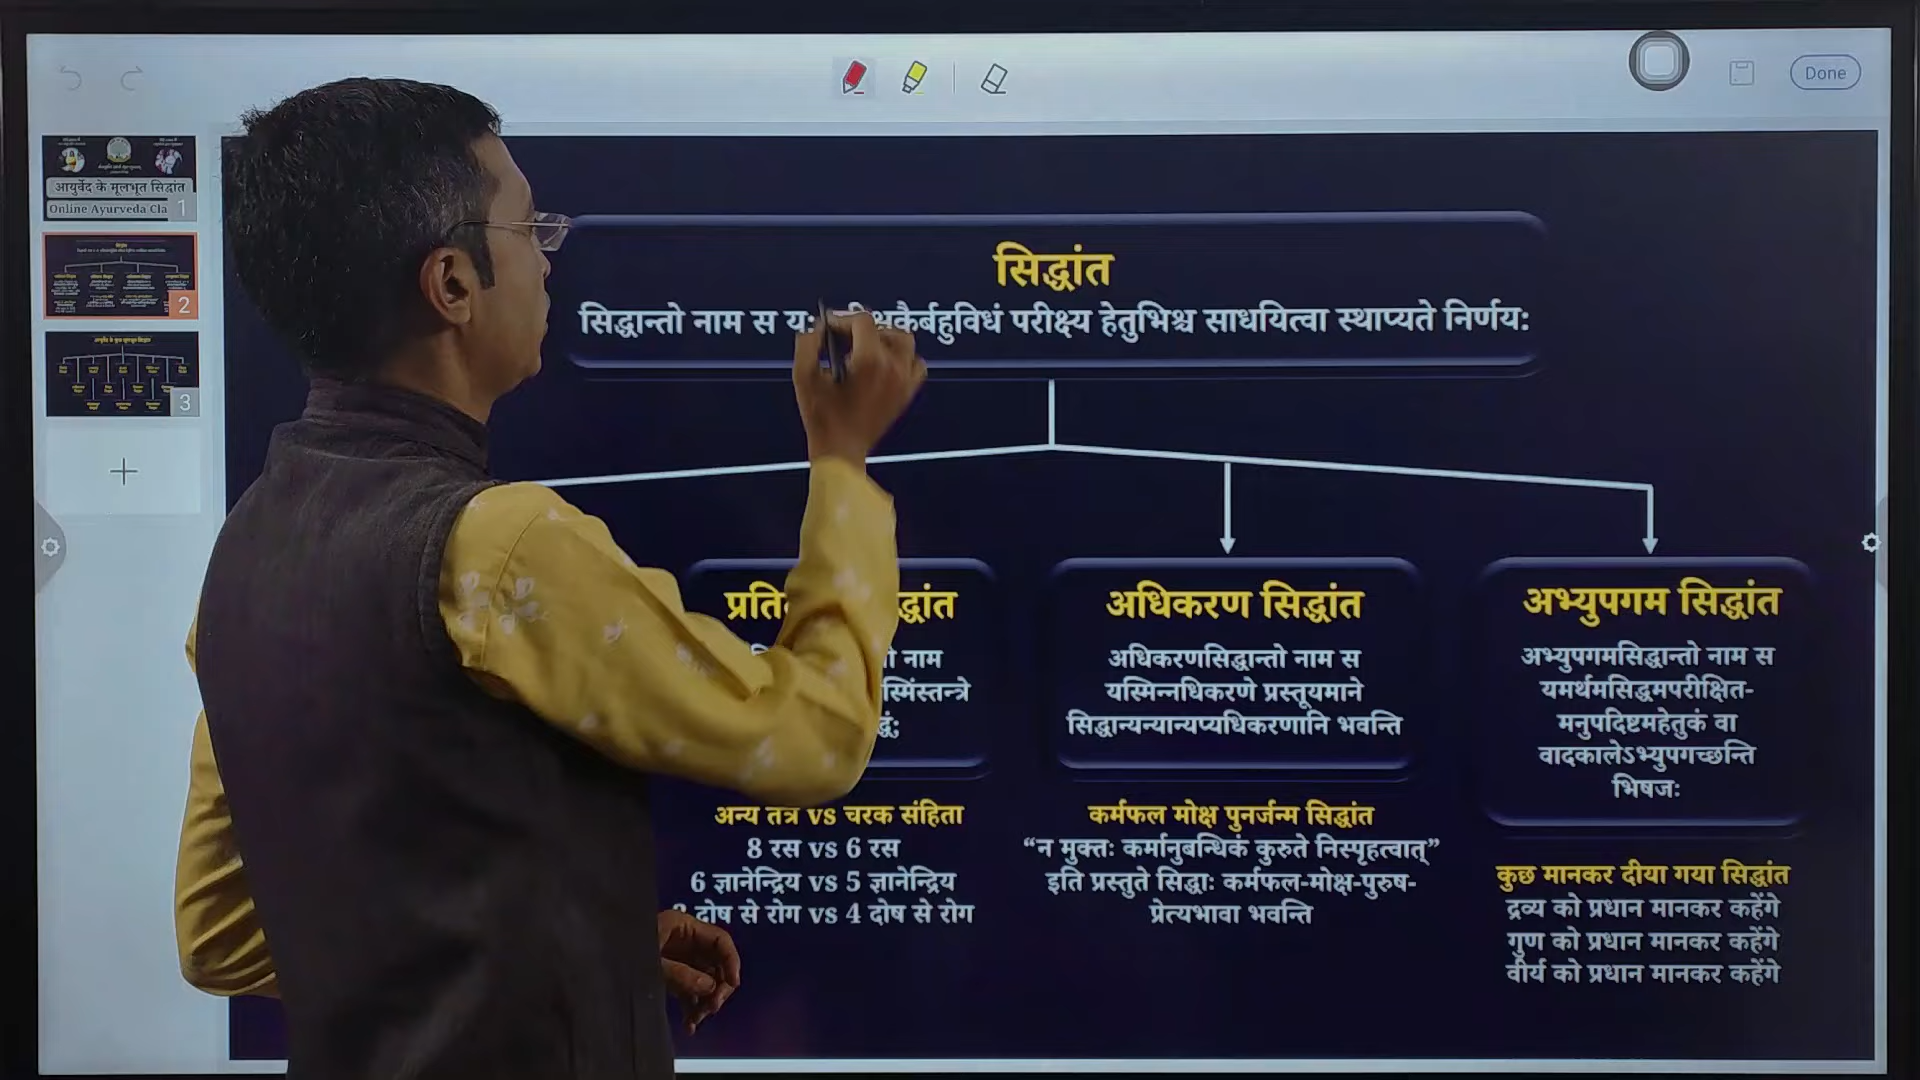 Done
आयुर्वेद के मूलभूत सिद्धांत
Online Ayurveda Cla
1
2
3
सिद्धांत
सिद्धान्तो नाम स यः बहुविधं परीक्ष्य हेतुभिश्च साधयित्वा स्थाप्यते निर्णय:
नाम
अन्य तंत्र vs चरक संहिता
8 रस vs 6 रस
6 ज्ञानेन्द्रिय vs 5 ज्ञानेन्द्रिय
दोष से रोग vs 4 दोष से रोग
अधिकरण सिद्धांत
अधिकरणसिद्धान्तो नाम स
यस्मिन्नधिकरणे प्रस्तूयमाने
सिद्धान्यन्यान्यप्यधिकरणानि भवन्ति
कर्मफल मोक्ष पुनर्जन्म सिद्धांत
“न मुक्तः कर्मानुबन्धिकं कुरुते निस्पृहत्वात्”
इति प्रस्तुते सिद्धाः कर्मफल-मोक्ष-पुरुष-
प्रेत्यभावा भवन्ति
अभ्युपगम सिद्धांत
अभ्युपगमसिद्धान्तो नाम स
यमर्थमसिद्धमपरीक्षित-
मनुपदिष्टमहेतुकं वा
वादकालेऽभ्युपगच्छन्ति
भिषजः
कुछ मानकर दीया गया सिद्धांत
द्रव्य को प्रधान मानकर कहेंगे
गुण को प्रधान मानकर कहेंगे
वीर्य को प्रधान मानकर कहेंगे